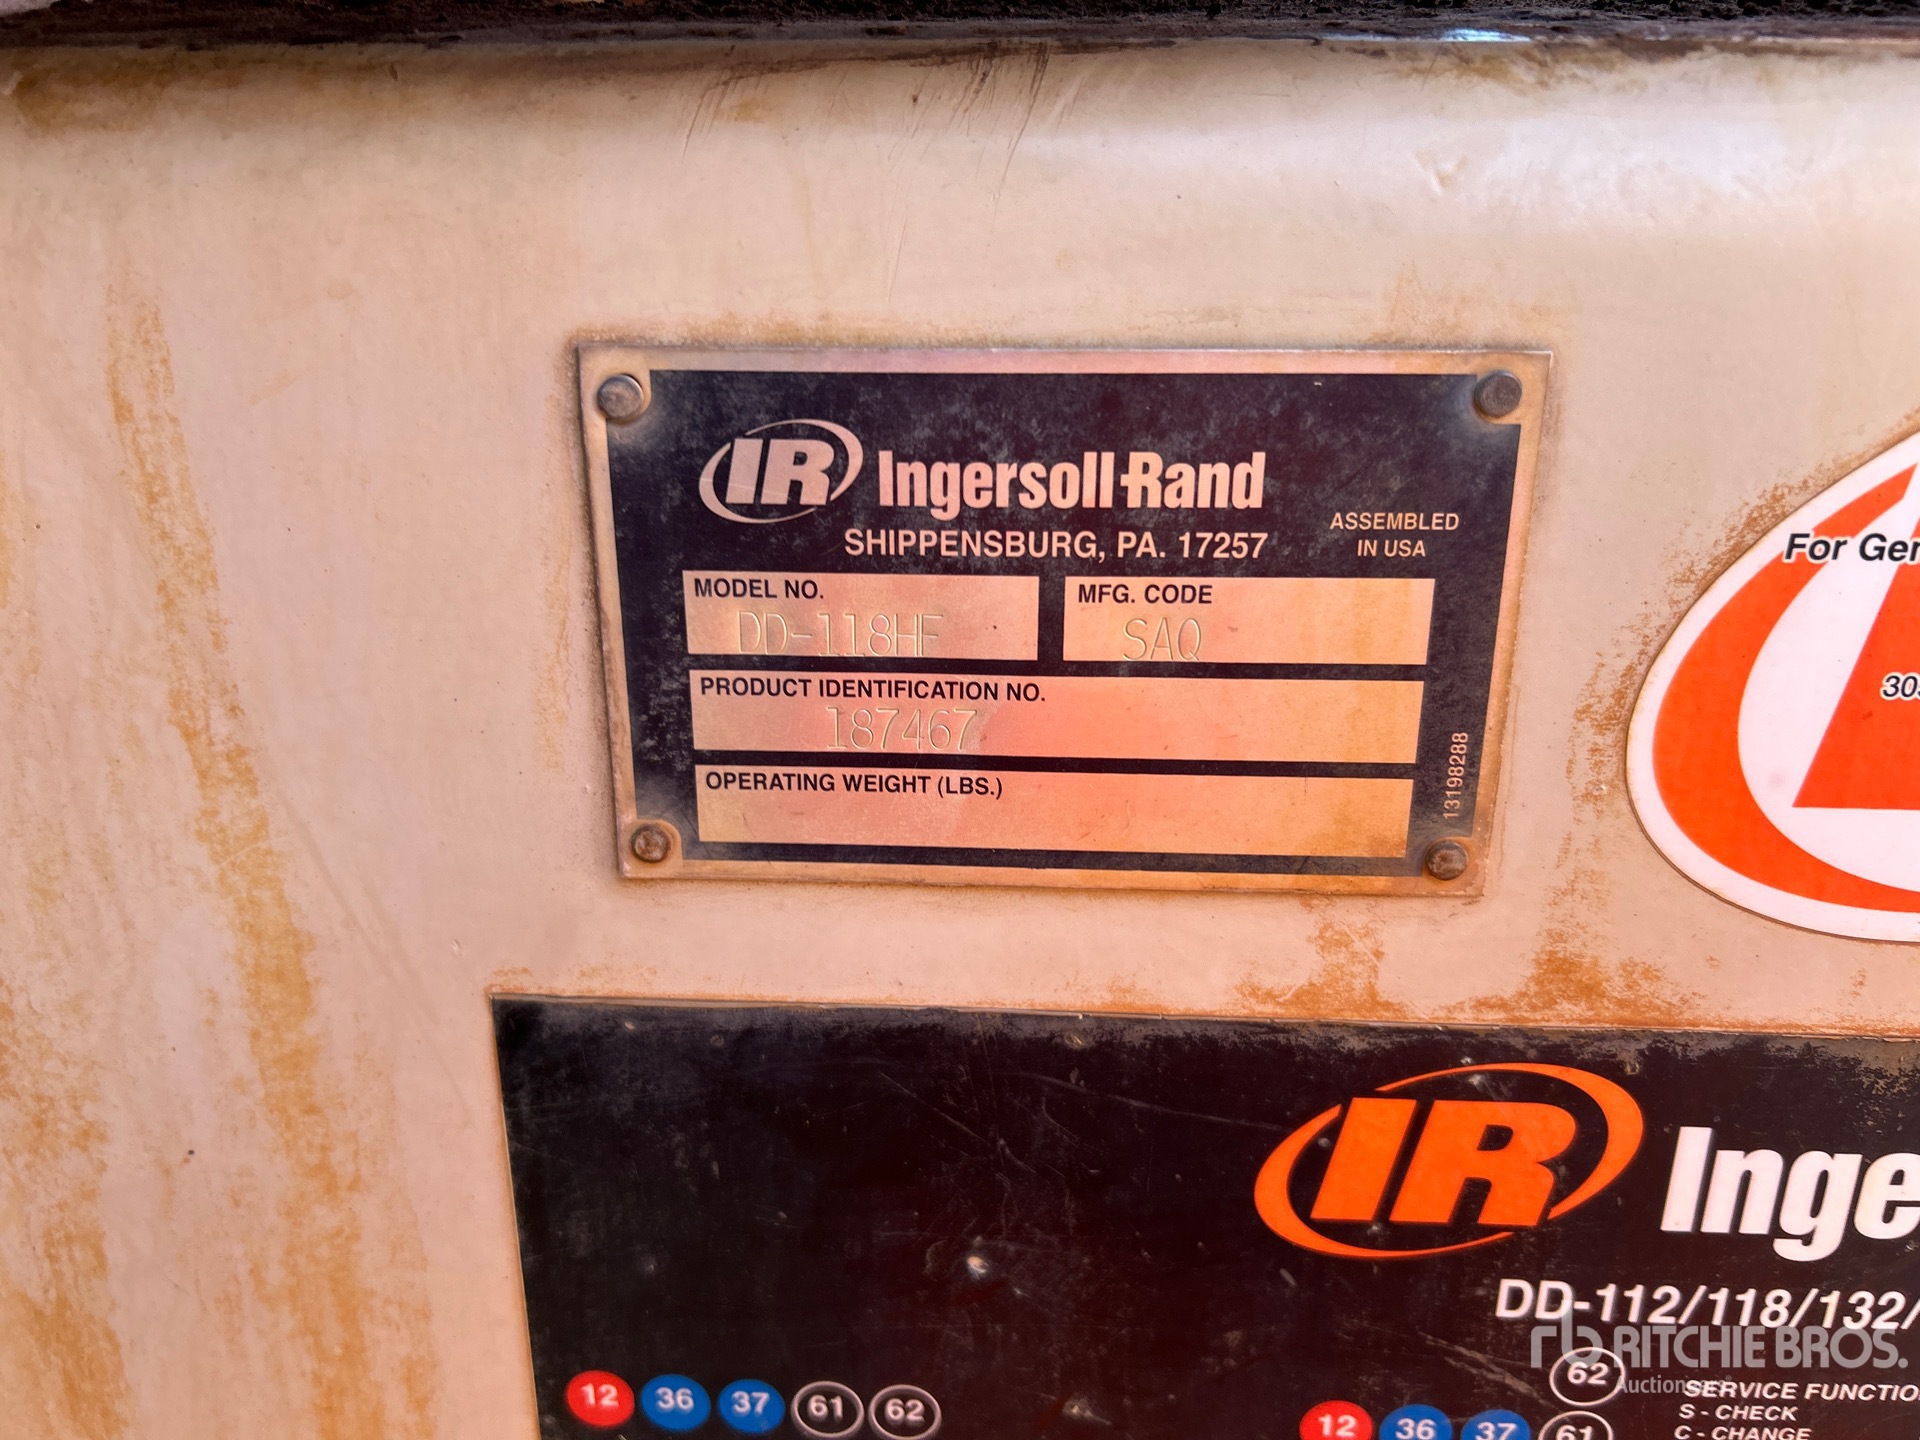 IR Ingersoll-Rand
SHIPPENSBURG, PA. 17257
ASSEMBLED
IN USA
MODEL NO.
DD-118HF
MFG. CODE
SAQ
PRODUCT IDENTIFICATION NO.
187467
OPERATING WEIGHT (LBS.)
13198288
For Ger
305
IR Inge
DD-112/118/132/
rb RITCHIE BROS.
Auctioneers
62
SERVICE FUNCTIO
S - CHECK
C - CHANGE
12 36 37 61 62
12 36 37 61